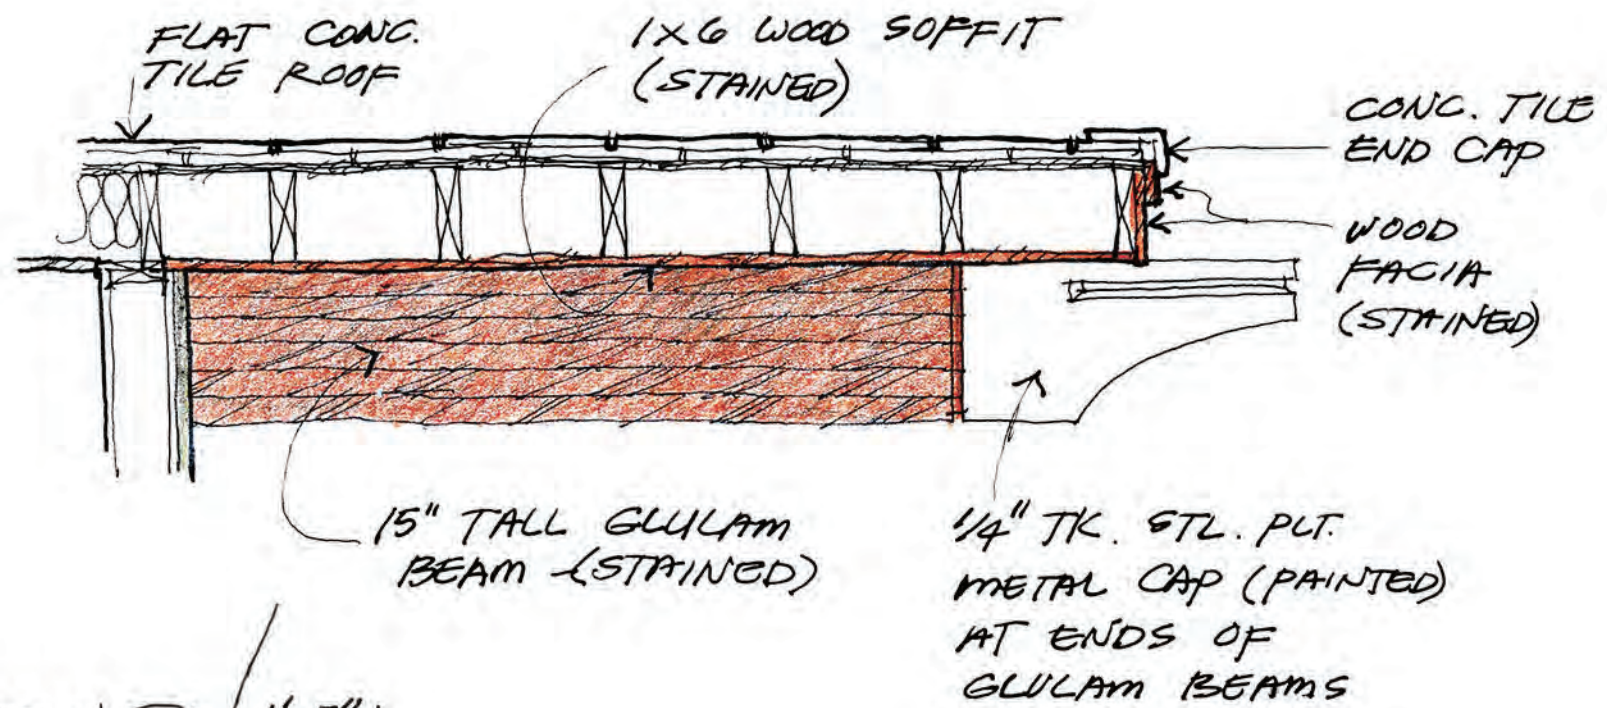 FLAT CONC.
TILE ROOF
1X6 WOOD SOFFIT
(STAINED)
CONC. TILE
END CAP
WOOD
FACIA
(STAINED)
15" TALL GLULAM
BEAM (STAINED)
1/4" TK. STL. PLT.
METAL CAP (PAINTED)
AT ENDS OF
GLULAM BEAMS